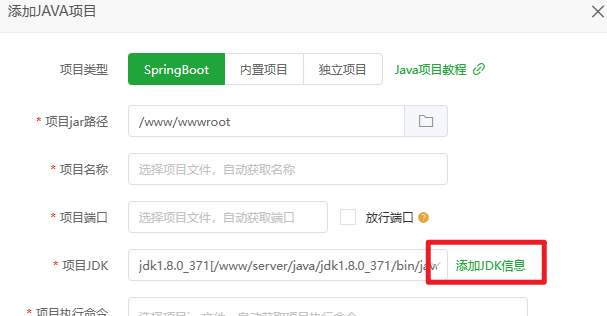 添加JAVA项目
项目类型 SpringBoot 内置项目 独立项目 Java项目教程
* 项目jar路径 /www/wwwroot
* 项目名称 选择项目文件，自动获取名称
* 项目端口 选择项目文件，自动获取端口 放行端口 ?
* 项目JDK jdk1.8.0_371[/www/server/java/jdk1.8.0_371/bin/jav 添加JDK信息
* 项目执行命令